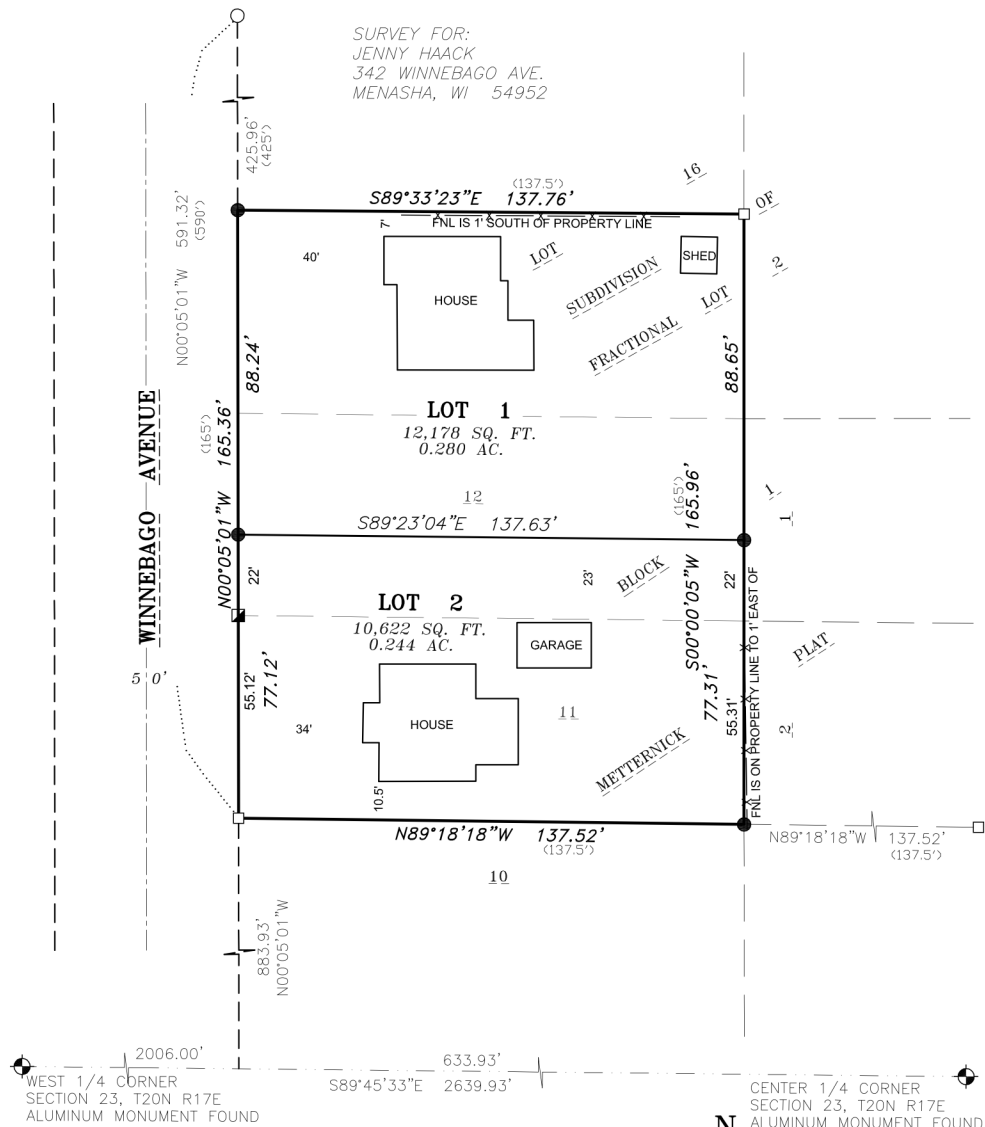 SURVEY FOR:
JENNY HAACK
342 WINNEBAGO AVE.
MENASHA, WI 54952
425.96'
(425')
N00°05'01"W 591.32'
(590')
(137.5')
S89°33'23"E 137.76'
FNL IS 1' SOUTH OF PROPERTY LINE
16
OF
7'
40'
HOUSE
LOT
SHED
SUBDIVISION
2
FRACTIONAL LOT
88.24'
88.65'
WINNEBAGO AVENUE
LOT 1
12,178 SQ. FT.
0.280 AC.
N00°05'01"W 165.36'
(165')
S00°00'05"W 165.96'
(165')
12
1
1
S89°23'04"E 137.63'
22'
23'
BLOCK
22'
LOT 2
10,622 SQ. FT.
0.244 AC.
GARAGE
PLAT
50'
55.12'
77.12'
34'
HOUSE
11
77.31'
55.31'
FNL IS ON PROPERTY LINE TO 1' EAST OF
2
METTERNICK
10.5'
N89°18'18"W 137.52'
(137.5')
N89°18'18"W 137.52'
(137.5')
10
883.93'
N00°05'01"W
2006.00'
633.93'
S89°45'33"E 2639.93'
WEST 1/4 CORNER
SECTION 23, T20N R17E
ALUMINUM MONUMENT FOUND
CENTER 1/4 CORNER
SECTION 23, T20N R17E
ALUMINUM MONUMENT FOUND
N